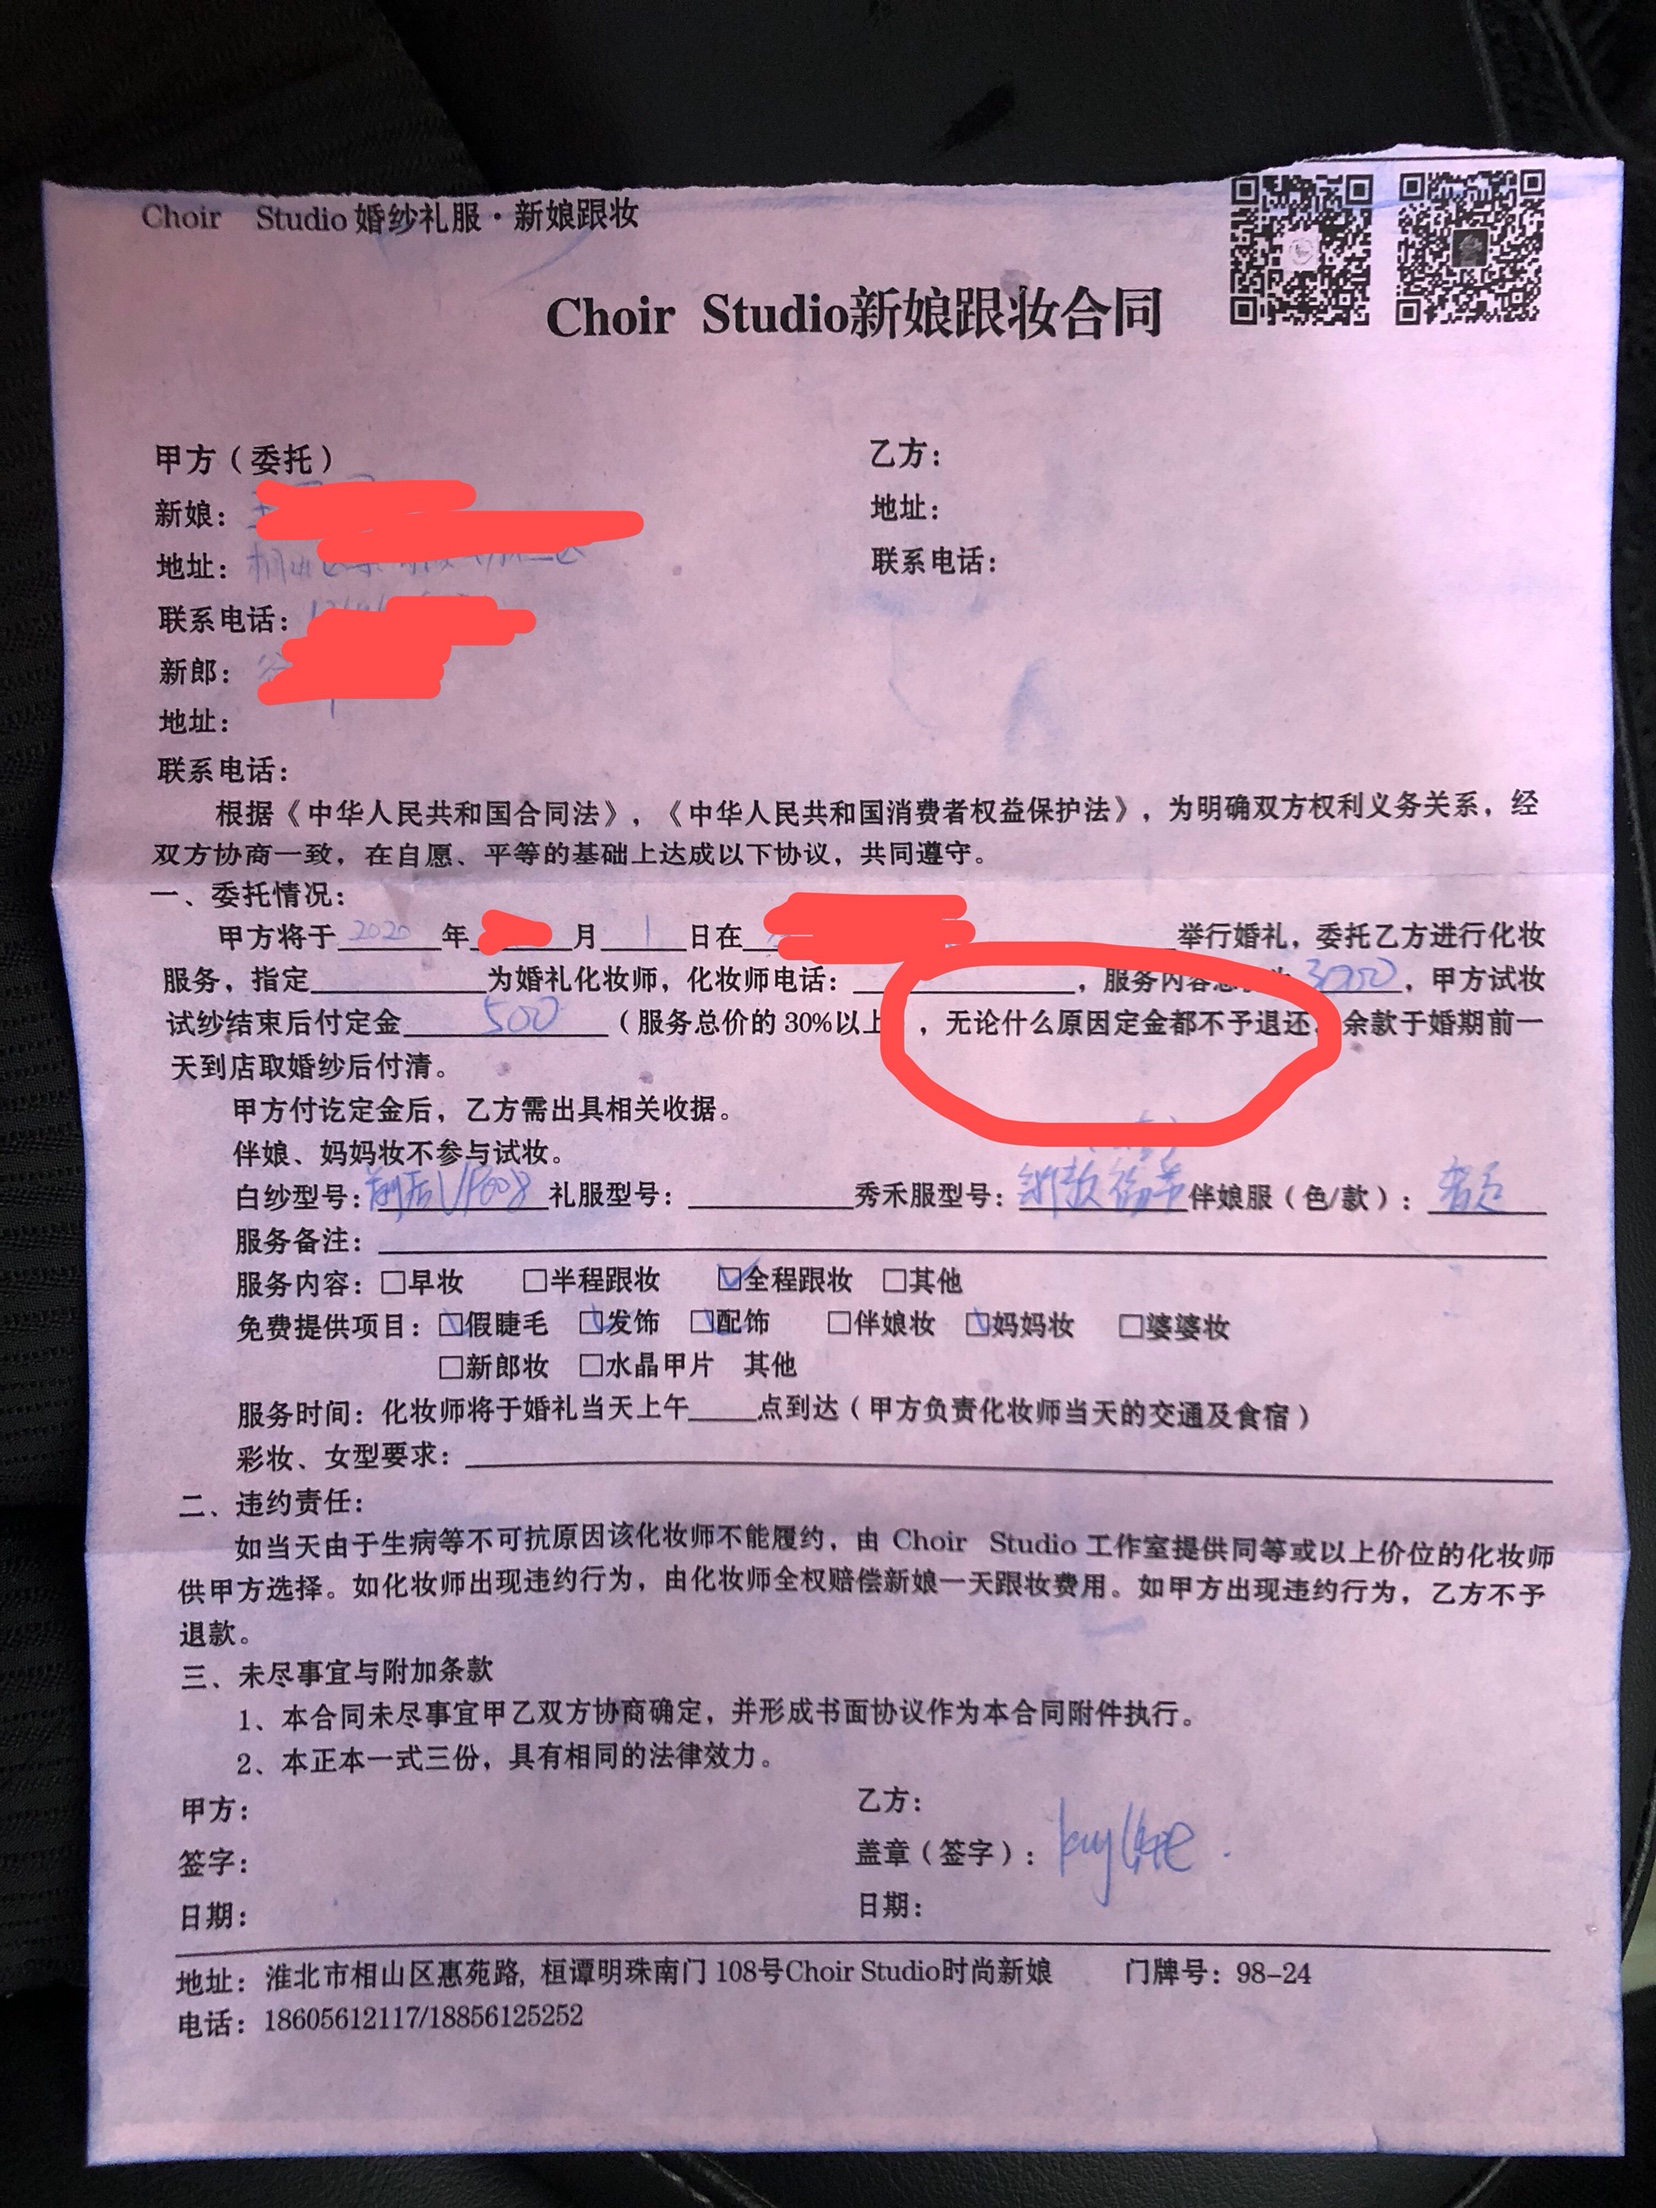 Choir Studio 婚纱礼服·新娘跟妆
Choir Studio新娘跟妆合同
甲方（委托） 乙方：
新娘： 地址：
地址： 联系电话：
联系电话：
新郎：
地址：
联系电话：
根据《中华人民共和国合同法》，《中华人民共和国消费者权益保护法》，为明确双方权利义务关系，经
双方协商一致，在自愿、平等的基础上达成以下协议，共同遵守。
一、委托情况：
甲方将于 2020 年 月 1 日在 举行婚礼，委托乙方进行化妆
服务，指定 为婚礼化妆师，化妆师电话： ，服务内容总 3000 ，甲方试妆
试纱结束后付定金 500 （服务总价的 30%以上 ，无论什么原因定金都不予退还 余款于婚期前一
天到店取婚纱后付清。
甲方付讫定金后，乙方需出具相关收据。
伴娘、妈妈妆不参与试妆。
白纱型号： 礼服型号： 秀禾服型号： 伴娘服（色/款）：
服务备注：
服务内容：□早妆 □半程跟妆 ☑全程跟妆 □其他
免费提供项目：☑假睫毛 ☑发饰 ☑配饰 □伴娘妆 ☑妈妈妆 □婆婆妆
□新郎妆 □水晶甲片 其他
服务时间：化妆师将于婚礼当天上午 点到达（甲方负责化妆师当天的交通及食宿）
彩妆、女型要求：
二、违约责任：
如当天由于生病等不可抗原因该化妆师不能履约，由 Choir Studio 工作室提供同等或以上价位的化妆师
供甲方选择。如化妆师出现违约行为，由化妆师全权赔偿新娘一天跟妆费用。如甲方出现违约行为，乙方不予
退款。
三、未尽事宜与附加条款
1、本合同未尽事宜甲乙双方协商确定，并形成书面协议作为本合同附件执行。
2、本正本一式三份，具有相同的法律效力。
甲方： 乙方：
签字： 盖章（签字）：
日期： 日期：
地址：淮北市相山区惠苑路，桓谭明珠南门 108号Choir Studio时尚新娘 门牌号：98-24
电话：18605612117/18856125252